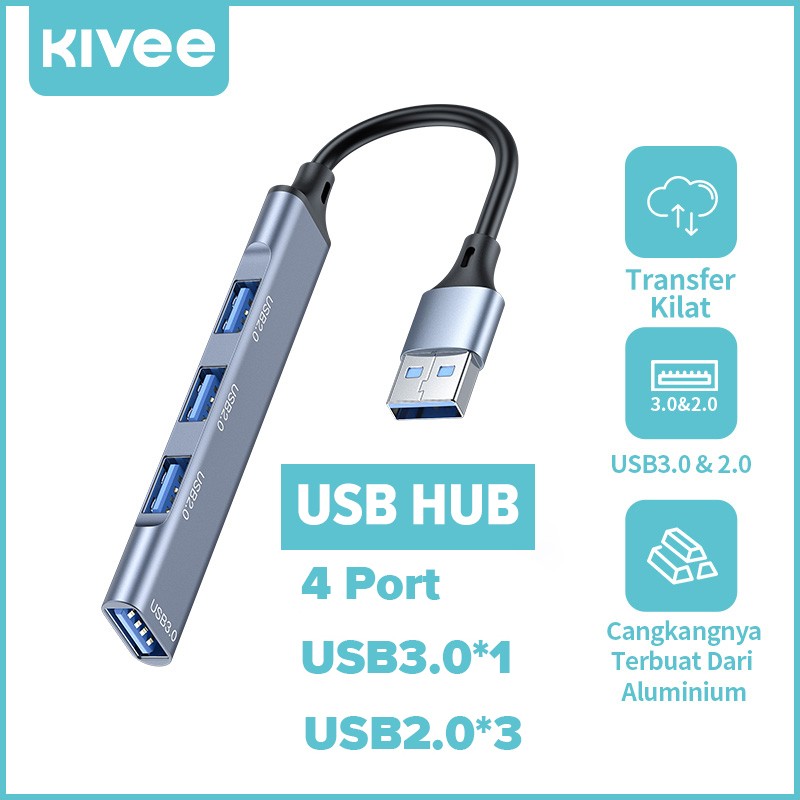 KIVEE
Transfer
Kilat
3.0&2.0
USB3.0 & 2.0
Cangkangnya
Terbuat Dari
Aluminium
USB HUB
4 Port
USB3.0*1
USB2.0*3
USB2.0
USB2.0
USB2.0
USB3.0